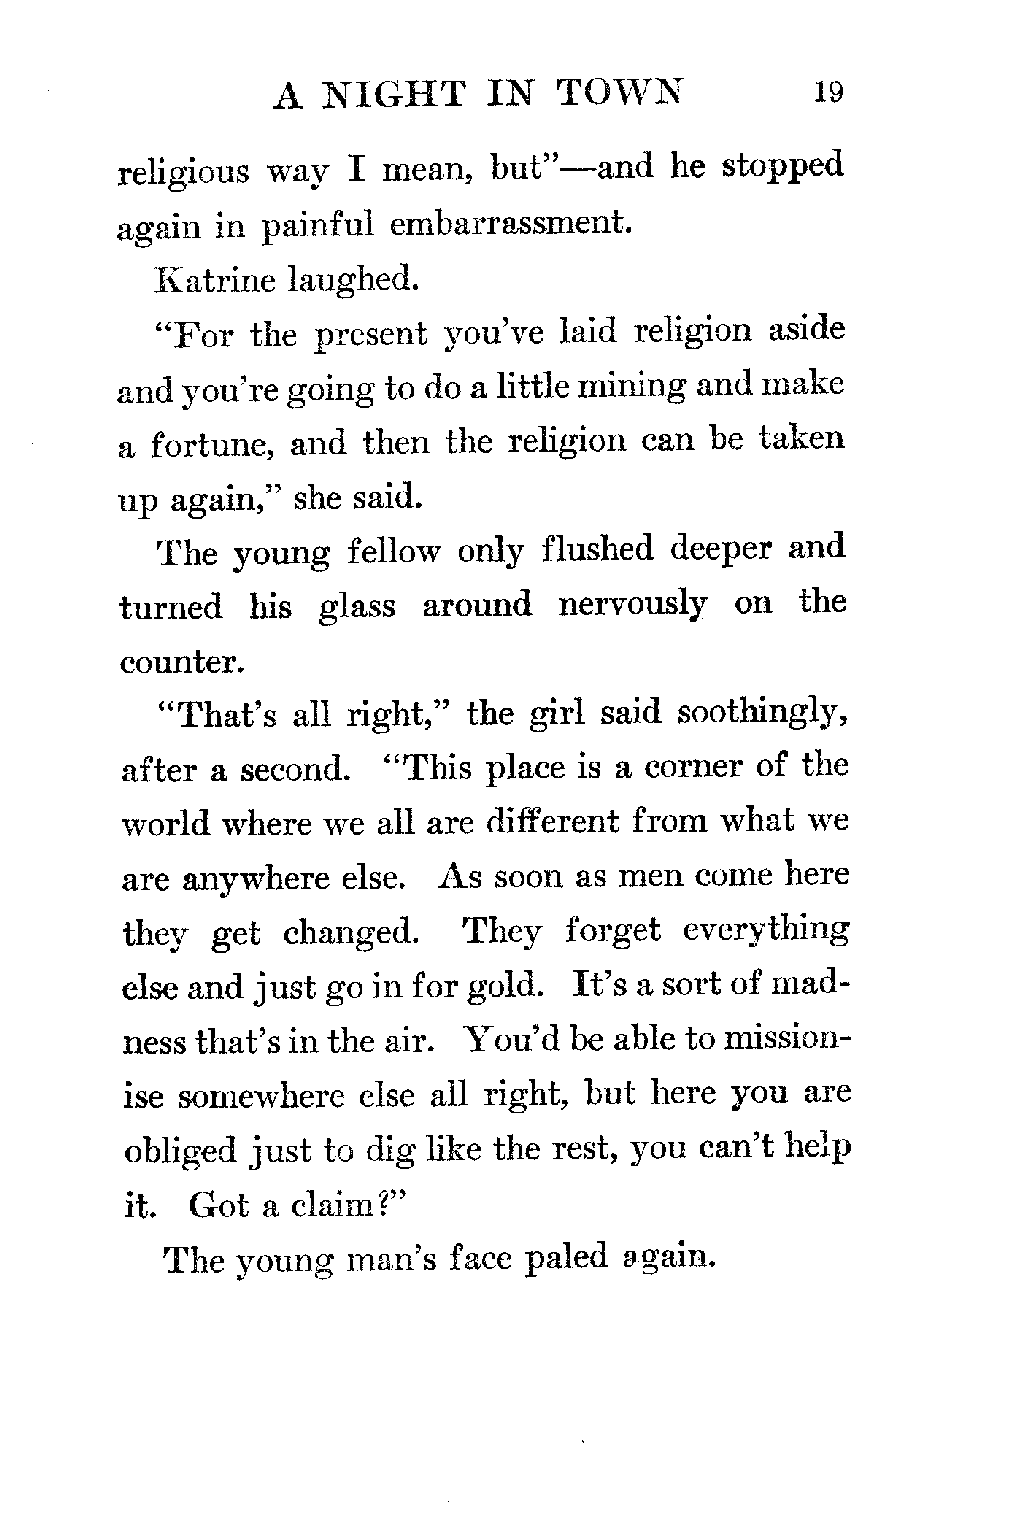 A NIGHT IN TOWN 19
religious way I mean, but”—and he stopped
again in painful embarrassment.
Katrine laughed.
“For the present you’ve laid religion aside
and you’re going to do a little mining and make
a fortune, and then the religion can be taken
up again,” she said.
The young fellow only flushed deeper and
turned his glass around nervously on the
counter.
“That’s all right,” the girl said soothingly,
after a second. “This place is a corner of the
world where we all are different from what we
are anywhere else. As soon as men come here
they get changed. They forget everything
else and just go in for gold. It’s a sort of mad-
ness that’s in the air. You’d be able to mission-
ise somewhere else all right, but here you are
obliged just to dig like the rest, you can’t help
it. Got a claim?”
The young man’s face paled again.